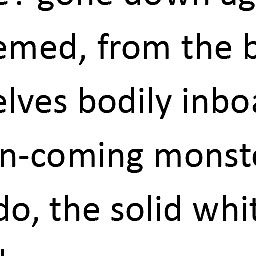 e? gone down ag
emed, from the b
elves bodily inboa
n-coming monste
do, the solid whit